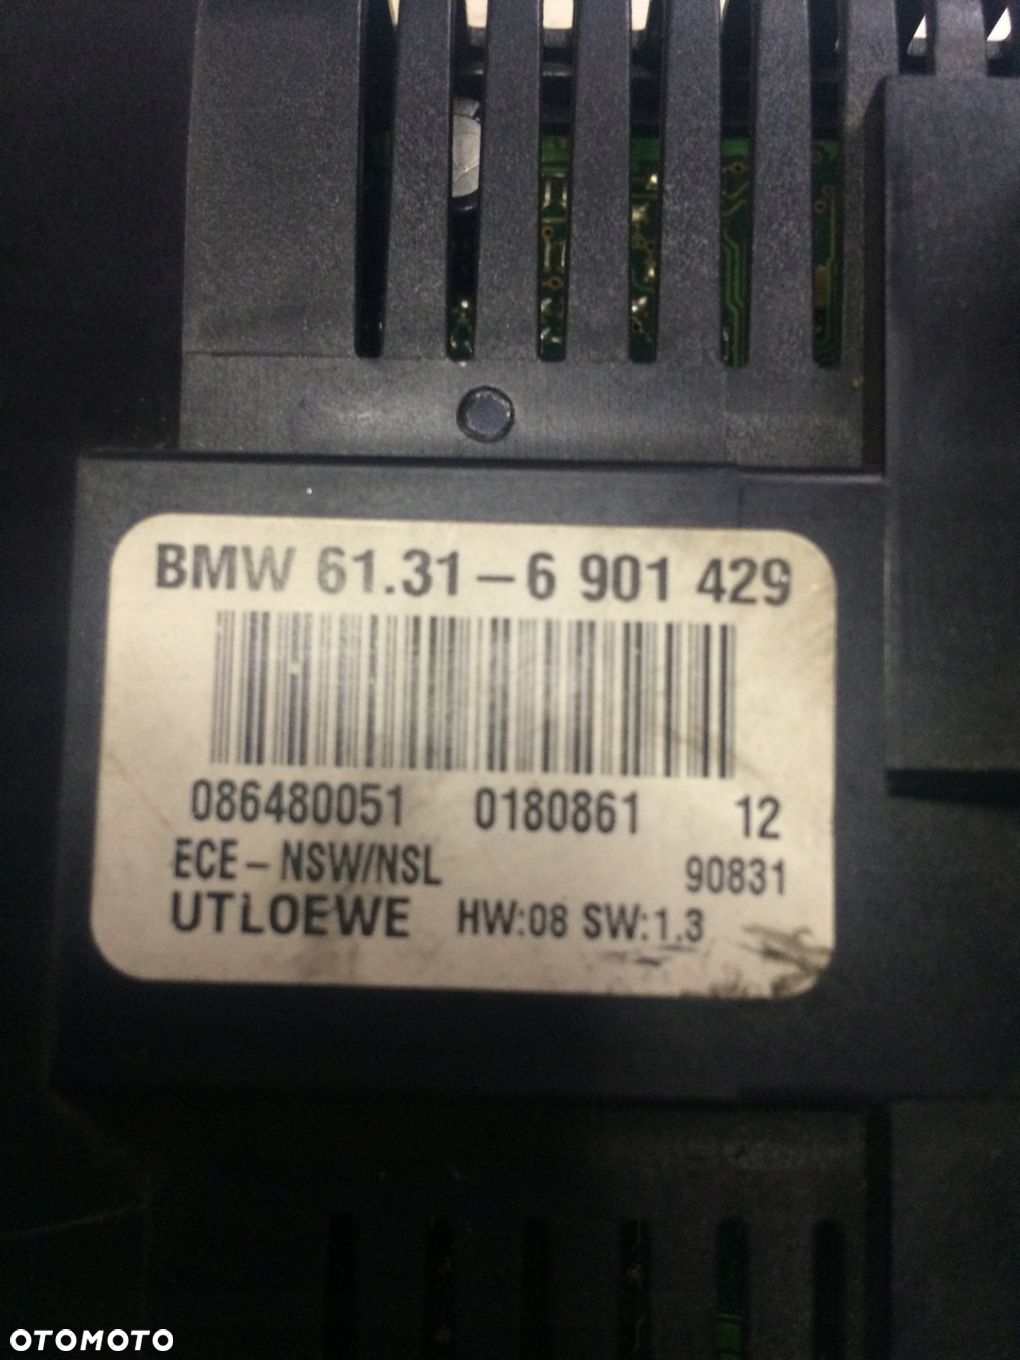 BMW 61.31-6 901 429
086480051 0180861 12
ECE-NSW/NSL 90831
UTLOEWE HW:08 SW:1.3
OTOMOTO